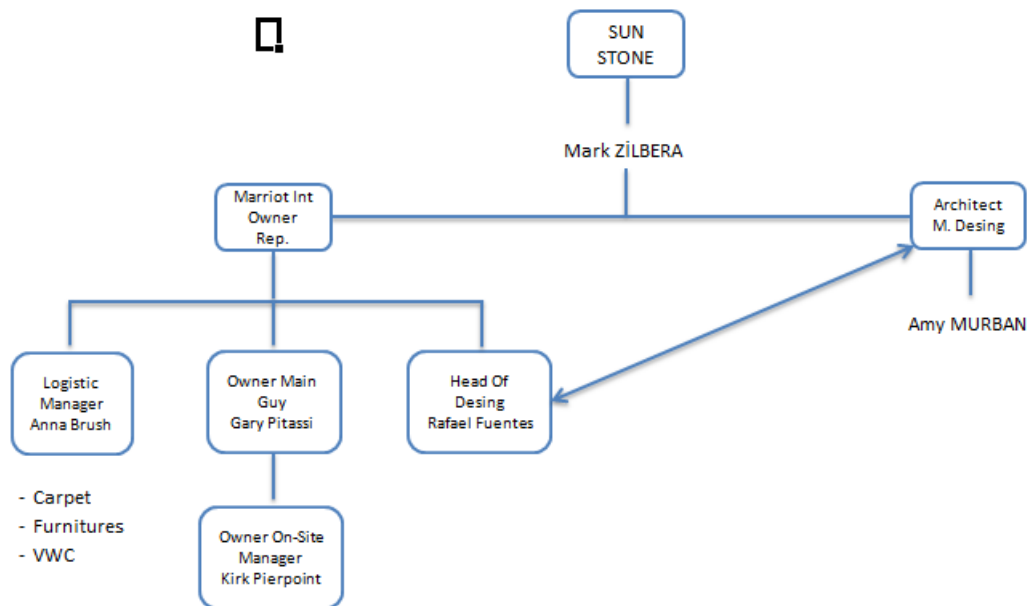 SUN
STONE
Mark ZİLBERA
Marriot Int
Owner
Rep.
Architect
M. Desing
Amy MURBAN
Logistic
Manager
Anna Brush
Owner Main
Guy
Gary Pitassi
Head Of
Desing
Rafael Fuentes
- Carpet
- Furnitures
- VWC
Owner On-Site
Manager
Kirk Pierpoint